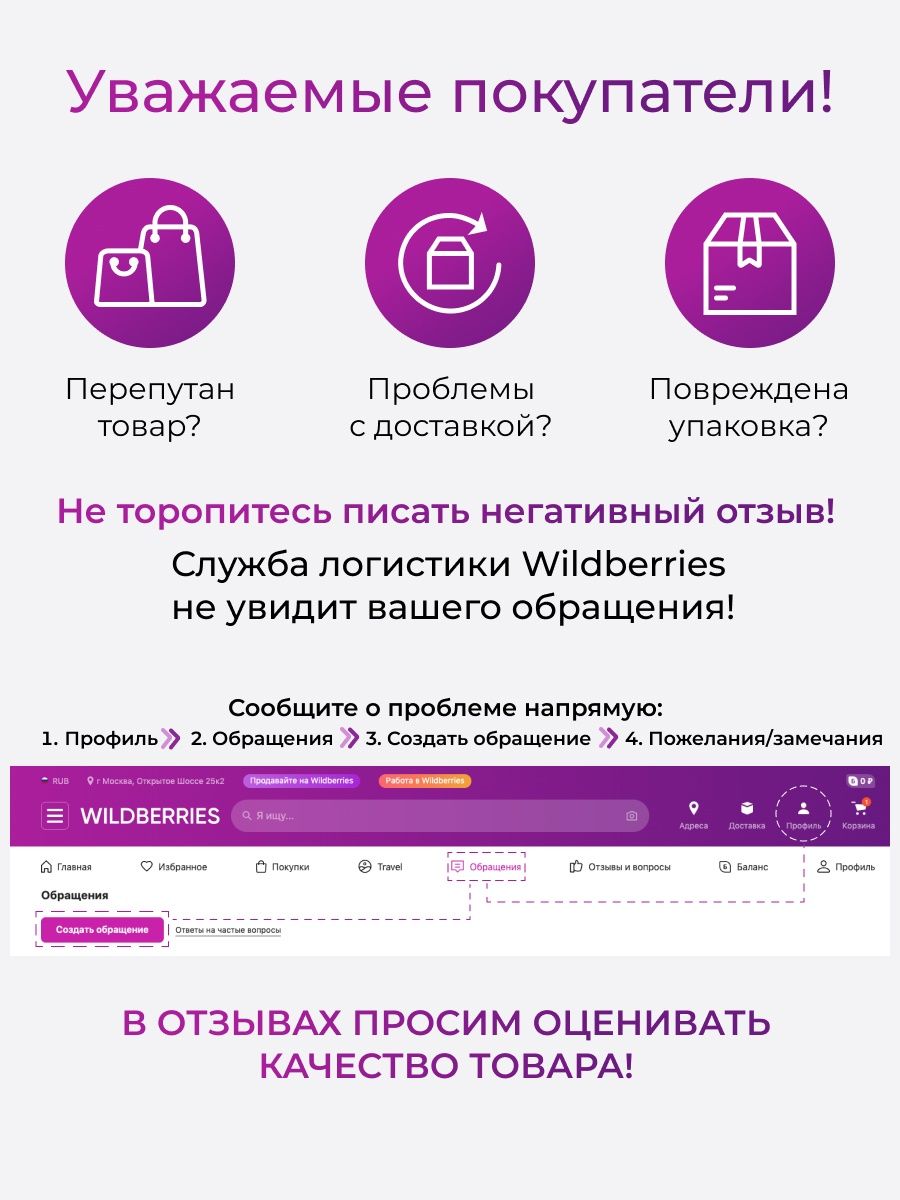 Уважаемые покупатели!
Перепутан
товар?
Проблемы
с доставкой?
Повреждена
упаковка?
Не торопитесь писать негативный отзыв!
Служба логистики Wildberries
не увидит вашего обращения!
Сообщите о проблеме напрямую:
1. Профиль 2. Обращения 3. Создать обращение 4. Пожелания/замечания
RUB г Москва, Открытое Шоссе 25к2 Продавайте на Wildberries Работа в Wildberries 0 ₽
WILDBERRIES Я ищу... Адреса Доставка Профиль Корзина 1
Главная Избранное Покупки Travel Обращения Отзывы и вопросы Баланс Профиль
Обращения
Создать обращение Ответы на частые вопросы
В ОТЗЫВАХ ПРОСИМ ОЦЕНИВАТЬ
КАЧЕСТВО ТОВАРА!